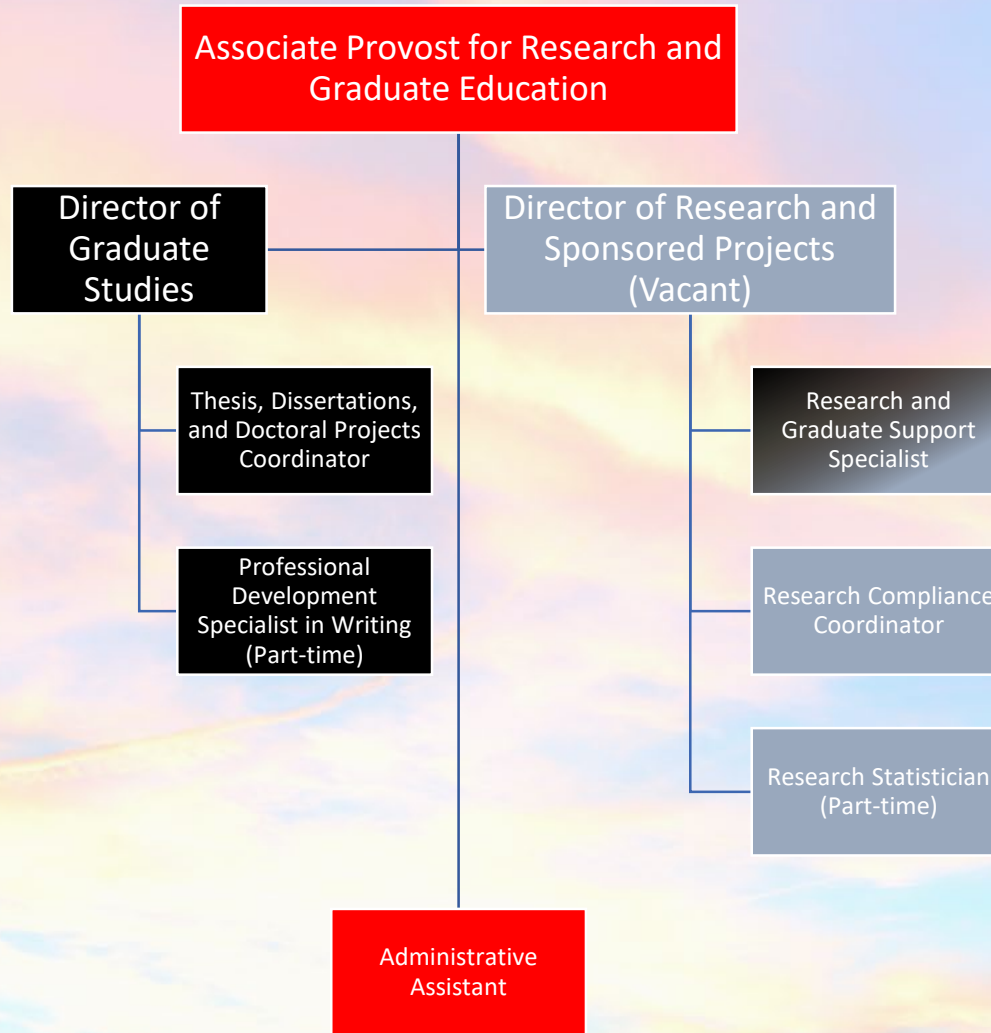 Associate Provost for Research and
Graduate Education
Director of
Graduate
Studies
Director of Research and
Sponsored Projects
(Vacant)
Thesis, Dissertations,
and Doctoral Projects
Coordinator
Research and
Graduate Support
Specialist
Professional
Development
Specialist in Writing
(Part-time)
Research Compliance
Coordinator
Research Statistician
(Part-time)
Administrative
Assistant